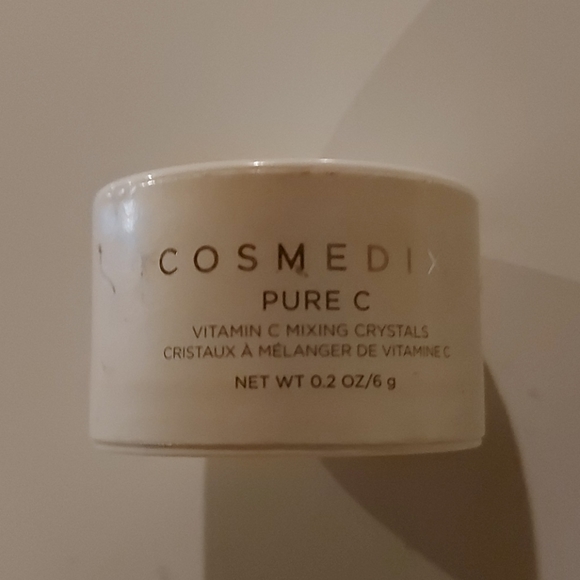 COSMEDIX
PURE C
VITAMIN C MIXING CRYSTALS
CRISTAUX À MÉLANGER DE VITAMINE C
NET WT 0.2 OZ/6 g